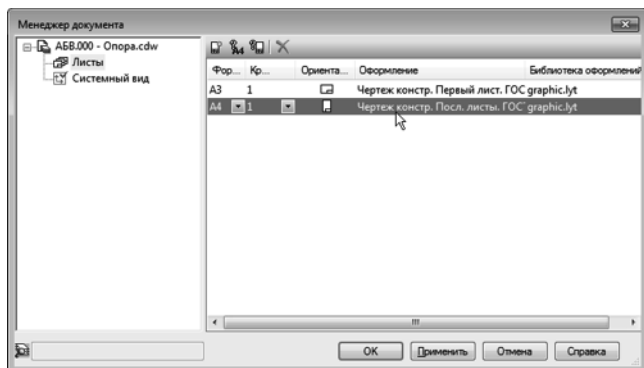 Менеджер документа
АБВ.000 - Опора.cdw
Листы
Системный вид
Фор... Кр... Ориента... Оформление Библиотека оформлений
А3 1 Чертеж констр. Первый лист. ГОС graphic.lyt
А4 1 Чертеж констр. Посл. листы. ГОСТ graphic.lyt
ОК Применить Отмена Справка